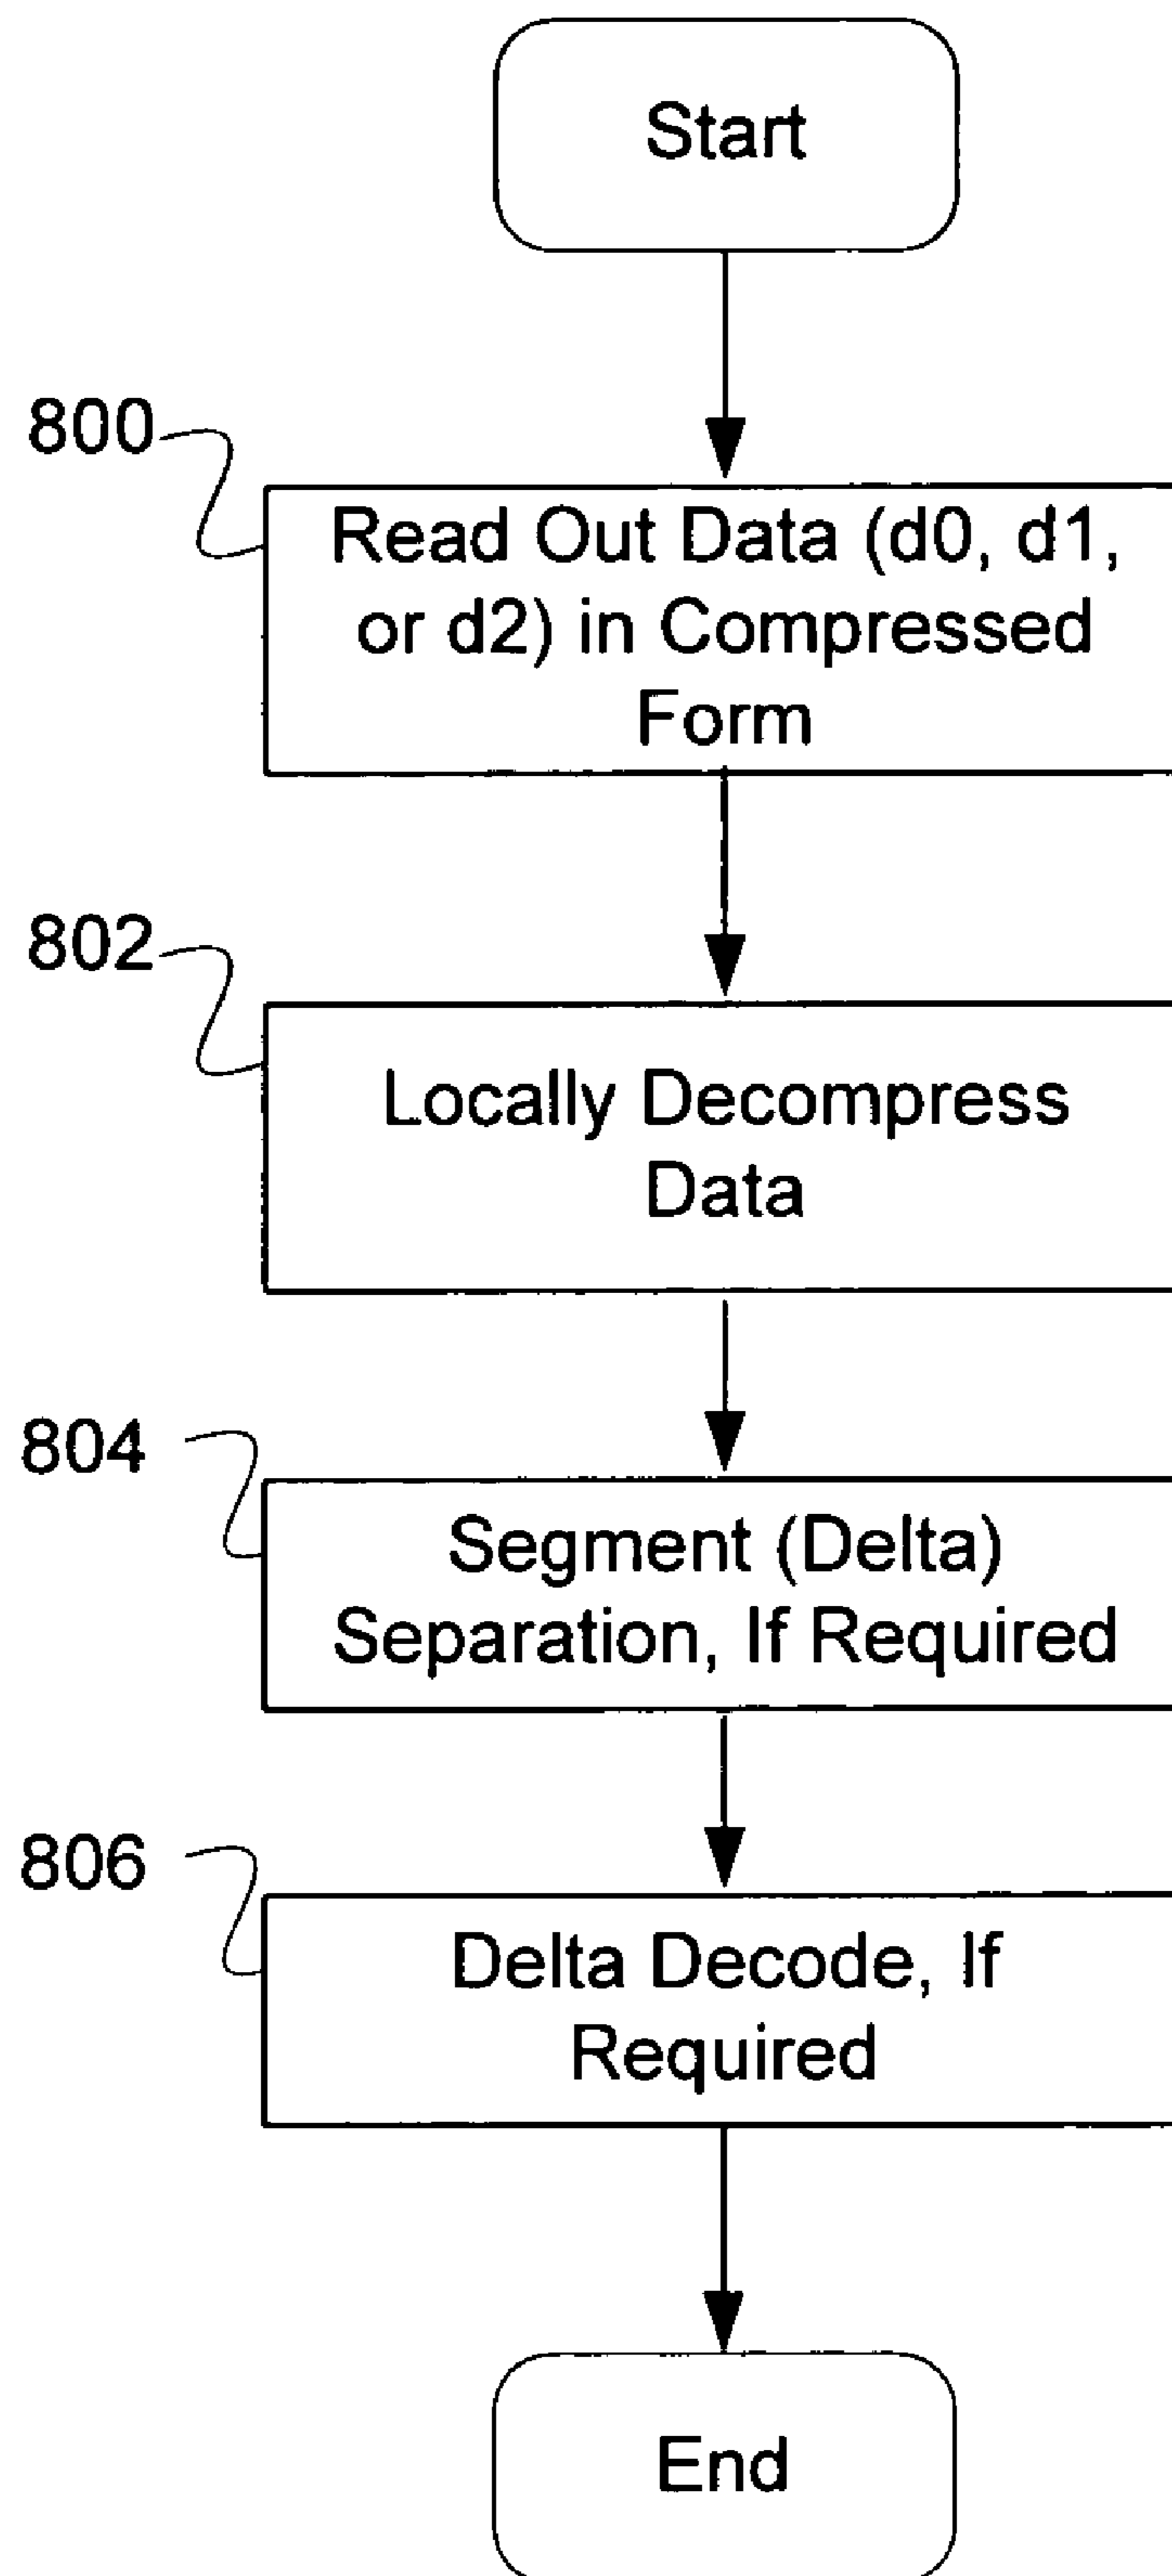 Start
800
Read Out Data (d0, d1,
or d2) in Compressed
Form
802
Locally Decompress
Data
804
Segment (Delta)
Separation, If Required
806
Delta Decode, If
Required
End